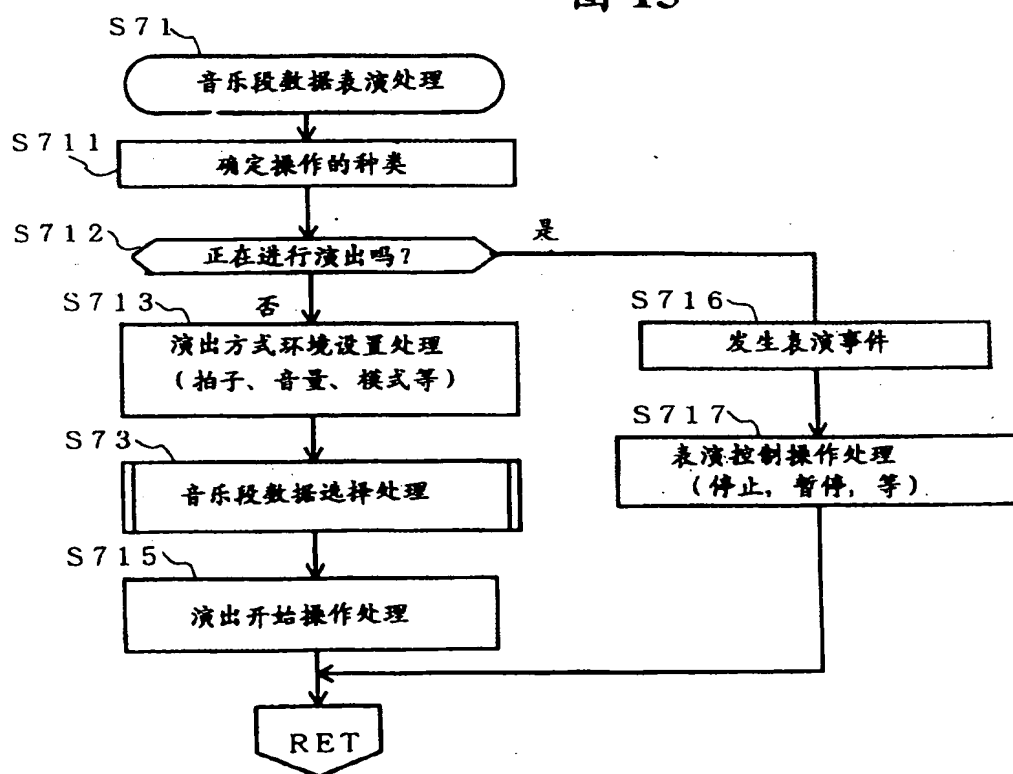 图 13
S71
音乐段数据表演处理
S711
确定操作的种类
S712
正在进行演出吗?
是
否
S713
演出方式环境设置处理
(拍子、音量、模式等)
S716
发生表演事件
S717
表演控制操作处理
(停止, 暂停, 等)
S73
音乐段数据选择处理
S715
演出开始操作处理
RET